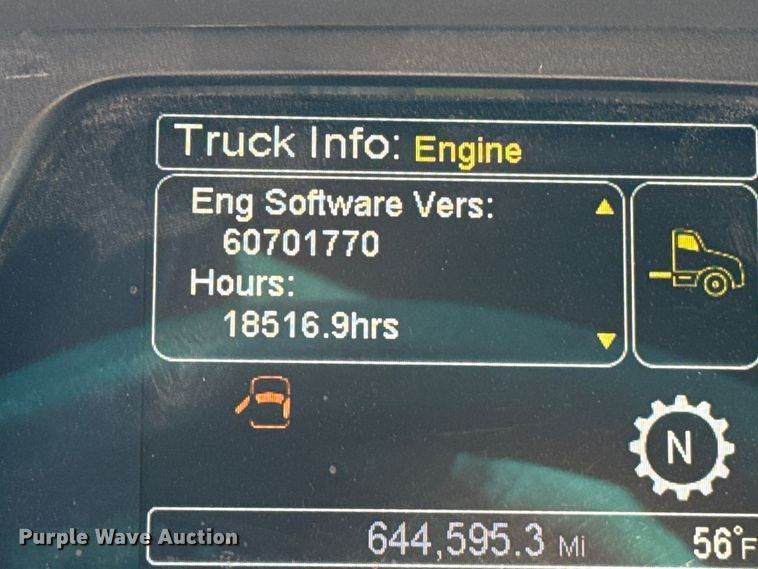 Truck Info: Engine
Eng Software Vers:
60701770
Hours:
18516.9hrs
N
644,595.3 Mi
56°F
Purple Wave Auction